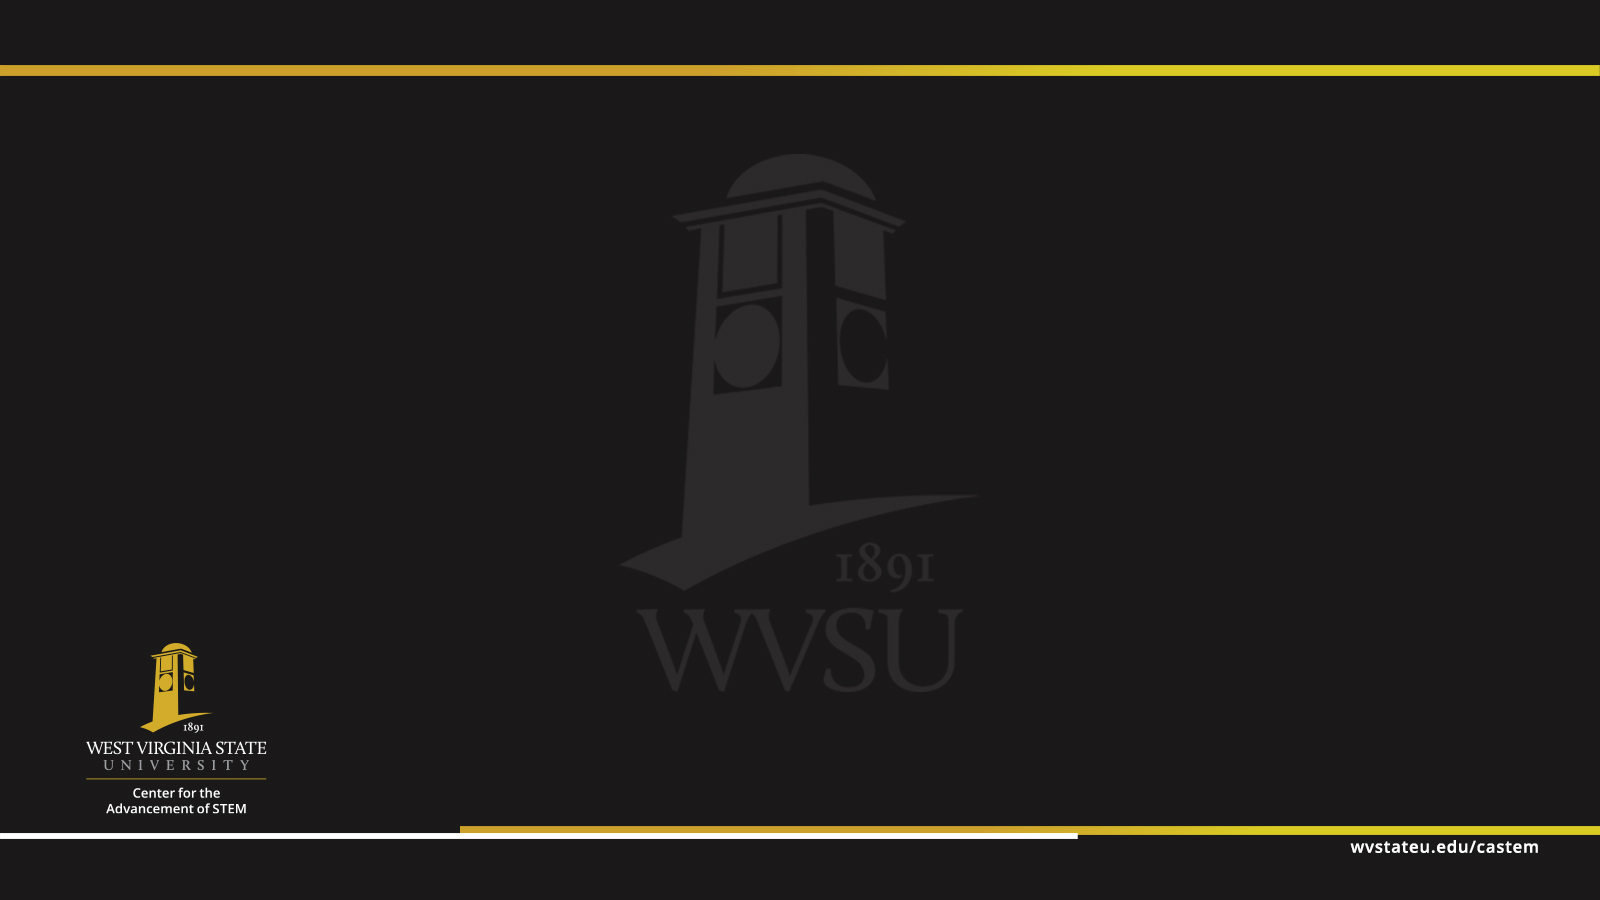 1891
WVSU
1891
WEST VIRGINIA STATE
UNIVERSITY
Center for the
Advancement of STEM
wvstateu.edu/castem